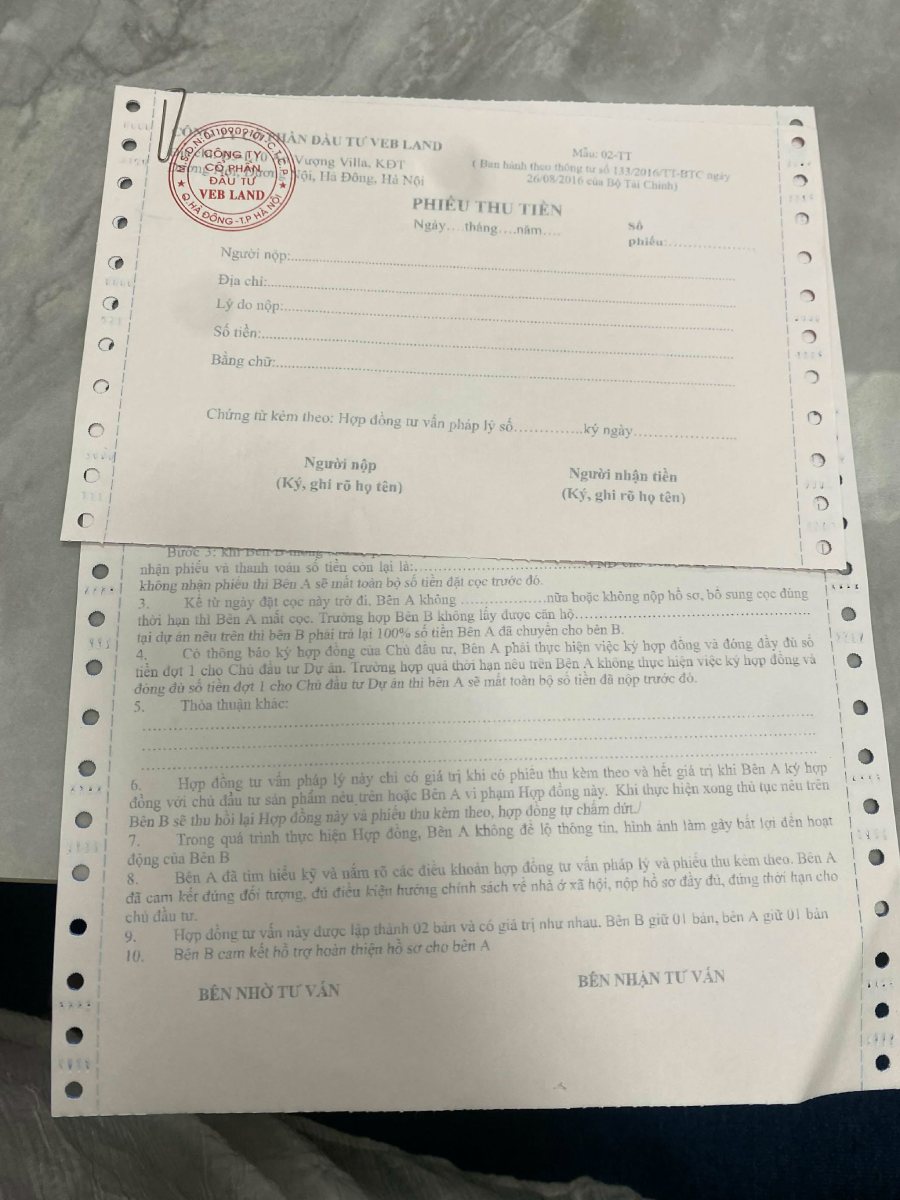 CÔNG TY CỔ PHẦN ĐẦU TƯ VEB LAND
Vượng Villa, KĐT
Nội, Hà Đông, Hà Nội
M.S.D.N:0110909101-C.T.C.P
CÔNG TY
CỔ PHẦN
ĐẦU TƯ
VEB LAND
Q.HÀ ĐÔNG-T.P HÀ NỘI
Mẫu: 02-TT
( Ban hành theo thông tư số 133/2016/TT-BTC ngày
26/08/2016 của Bộ Tài Chính)
PHIẾU THU TIỀN
Ngày....tháng....năm....
Số
phiếu:................
Người nộp:................
Địa chỉ:................
Lý do nộp:................
Số tiền:................
Bằng chữ:................
Chứng từ kèm theo: Hợp đồng tư vấn pháp lý số.............ký ngày................
Người nộp
(Ký, ghi rõ họ tên)
Người nhận tiền
(Ký, ghi rõ họ tên)
Bước 3: khi Bên B thông
nhận phiếu và thanh toán số tiền còn lại là:................VNĐ cho
không nhận phiếu thì Bên A sẽ mất toàn bộ số tiền đặt cọc trước đó.
3. Kể từ ngày đặt cọc này trở đi. Bên A không ................nữa hoặc không nộp hồ sơ, bổ sung cọc đúng
thời hạn thì Bên A mất cọc. Trường hợp Bên B không lấy được căn hộ................
tại dự án nêu trên thì bên B phải trả lại 100% số tiền Bên A đã chuyển cho bên B.
4. Có thông báo ký hợp đồng của Chủ đầu tư, Bên A phải thực hiện việc ký hợp đồng và đóng đầy đủ số
tiền đợt 1 cho Chủ đầu tư Dự án. Trường hợp quá thời hạn nêu trên Bên A không thực hiện việc ký hợp đồng và
đóng đủ số tiền đợt 1 cho Chủ đầu tư Dự án thì bên A sẽ mất toàn bộ số tiền đã nộp trước đó.
5. Thỏa thuận khác:
................
................
................
6. Hợp đồng tư vấn pháp lý này chỉ có giá trị khi có phiếu thu kèm theo và hết giá trị khi Bên A ký hợp
đồng với chủ đầu tư sản phẩm nêu trên hoặc Bên A vi phạm Hợp đồng này. Khi thực hiện xong thủ tục nêu trên
Bên B sẽ thu hồi lại Hợp đồng này và phiếu thu kèm theo, hợp đồng tự chấm dứt./
7. Trong quá trình thực hiện Hợp đồng, Bên A không để lộ thông tin, hình ảnh làm gây bất lợi đến hoạt
động của Bên B
8. Bên A đã tìm hiểu kỹ và nắm rõ các điều khoản hợp đồng tư vấn pháp lý và phiếu thu kèm theo. Bên A
đã cam kết đúng đối tượng, đủ điều kiện hưởng chính sách về nhà ở xã hội, nộp hồ sơ đầy đủ, đúng thời hạn cho
chủ đầu tư.
9. Hợp đồng tư vấn này được lập thành 02 bản và có giá trị như nhau. Bên B giữ 01 bản, bên A giữ 01 bản
10. Bên B cam kết hỗ trợ hoàn thiện hồ sơ cho bên A
BÊN NHỜ TƯ VẤN
BÊN NHẬN TƯ VẤN